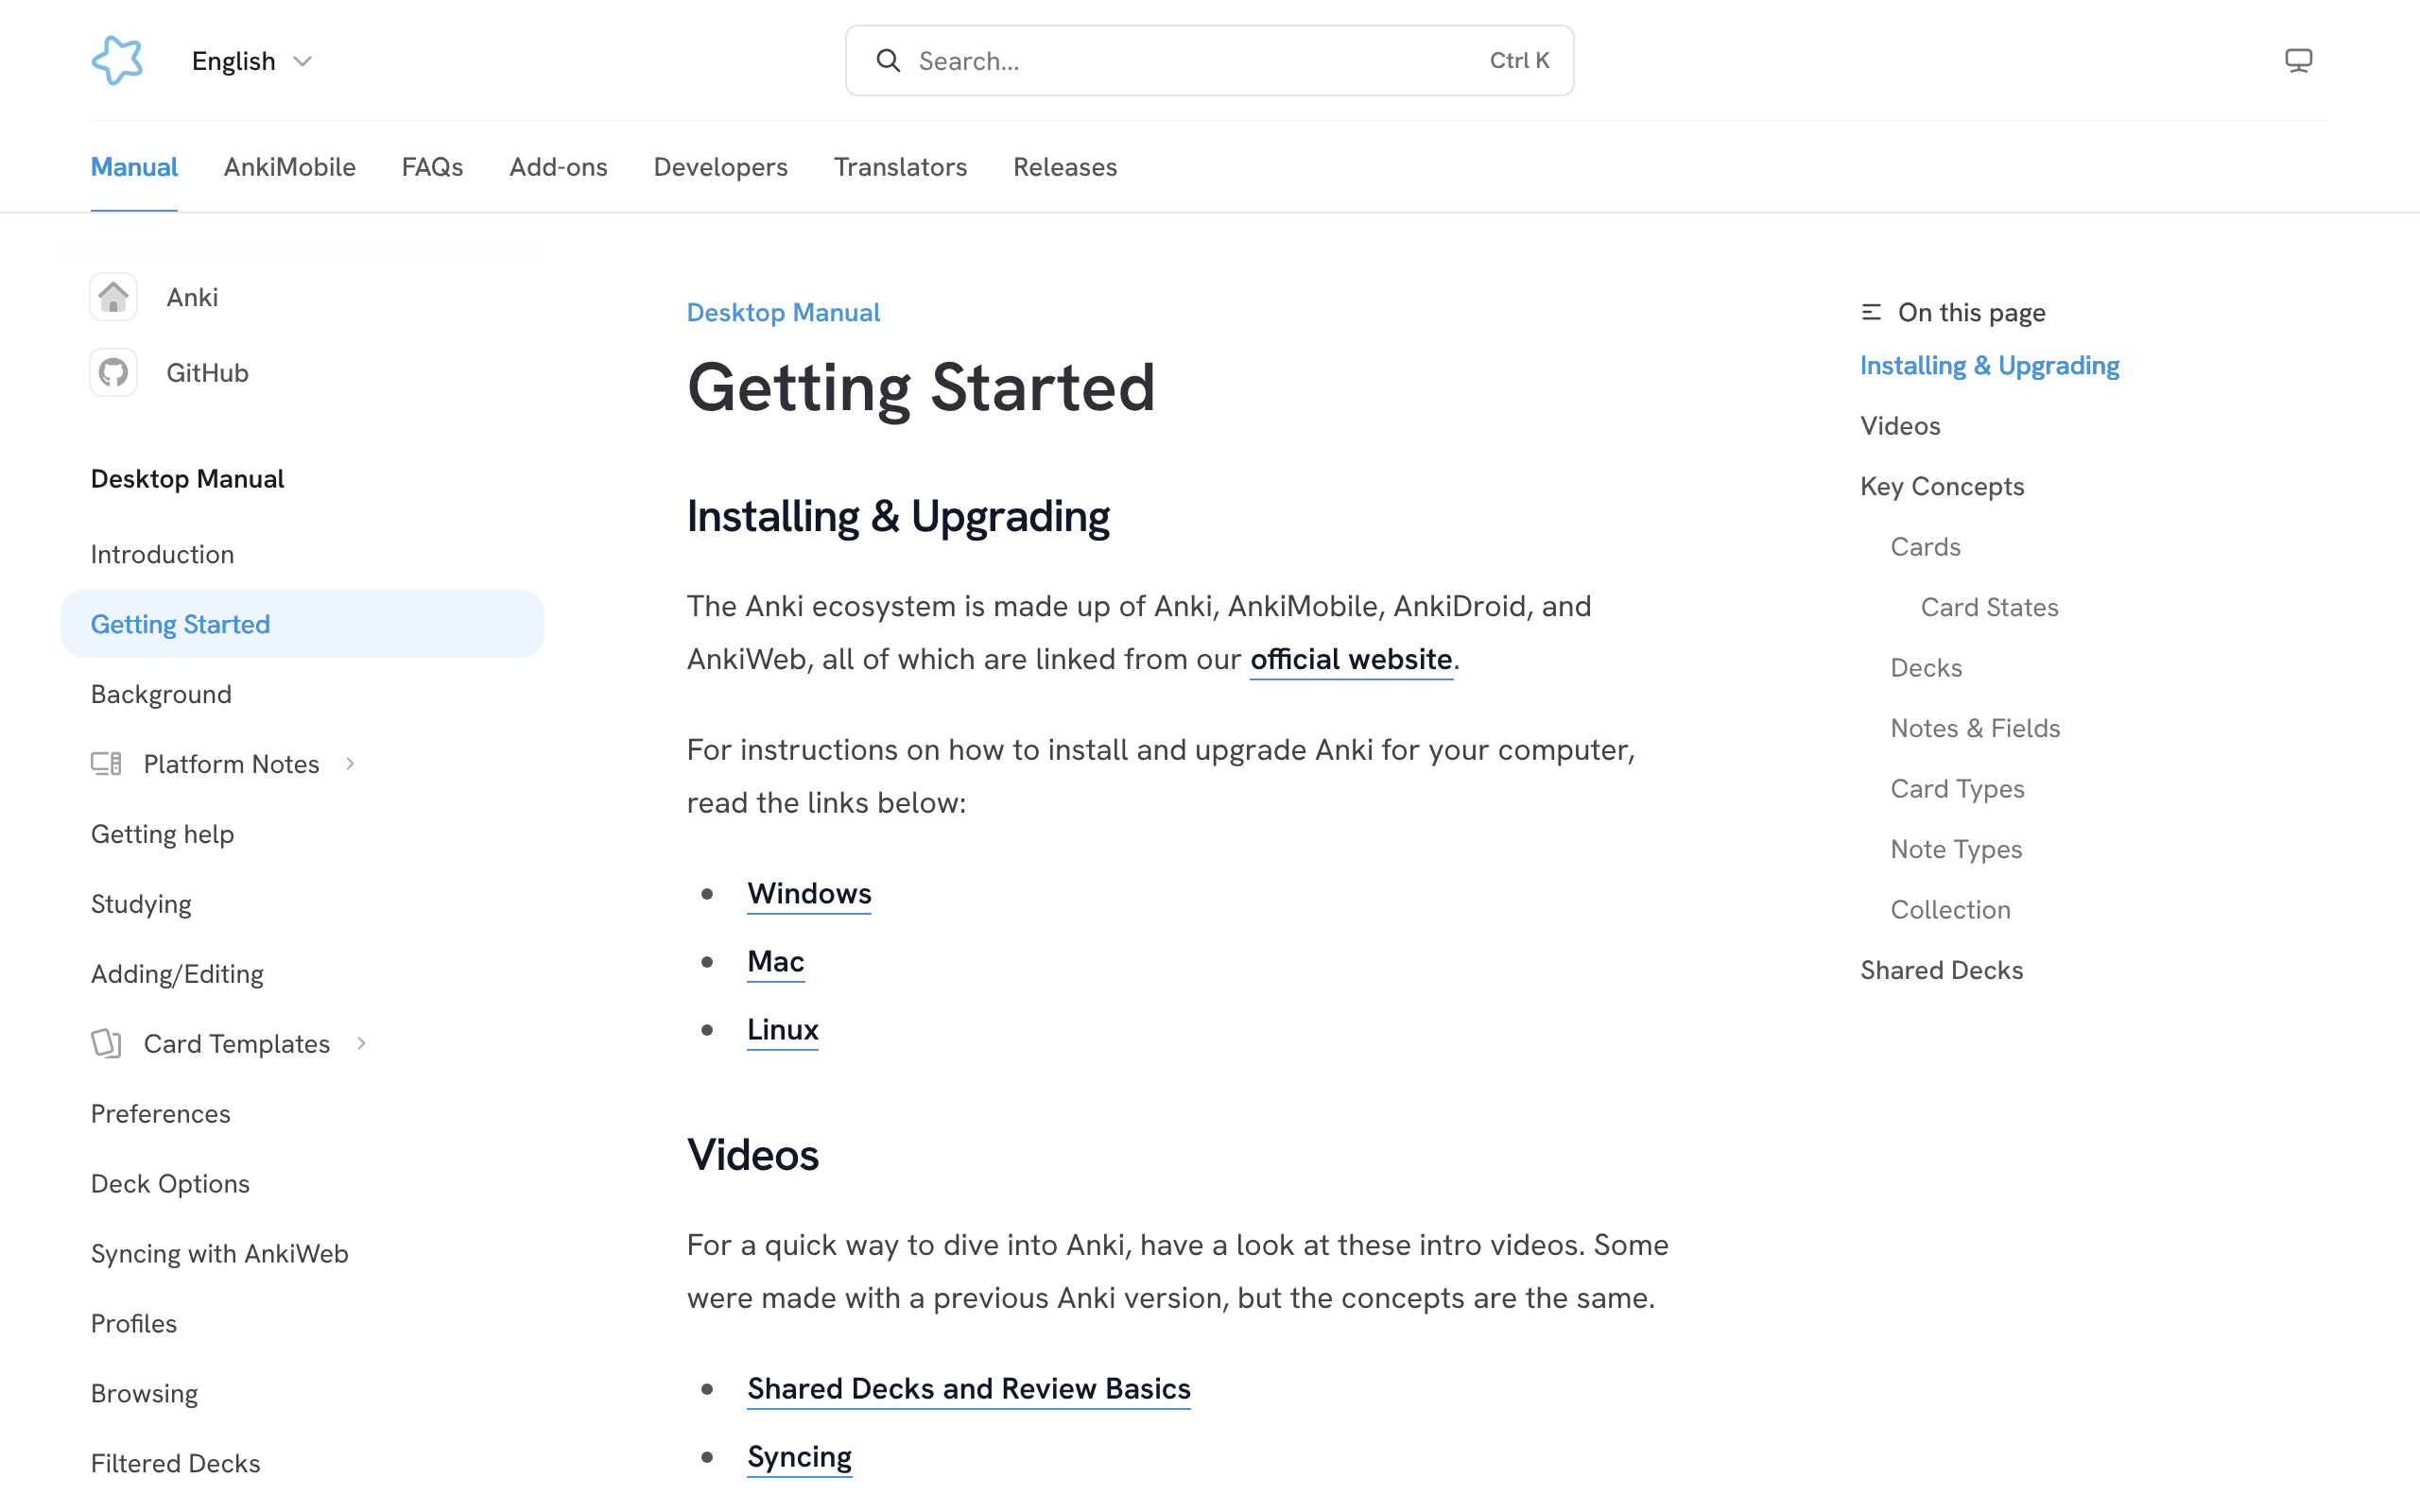 English
Search...
Ctrl K
Manual
AnkiMobile
FAQs
Add-ons
Developers
Translators
Releases
Anki
GitHub
Desktop Manual
Introduction
Getting Started
Background
Platform Notes
Getting help
Studying
Adding/Editing
Card Templates
Preferences
Deck Options
Syncing with AnkiWeb
Profiles
Browsing
Filtered Decks
Desktop Manual
Getting Started
Installing & Upgrading
The Anki ecosystem is made up of Anki, AnkiMobile, AnkiDroid, and
AnkiWeb, all of which are linked from our official website.
For instructions on how to install and upgrade Anki for your computer,
read the links below:
Windows
Mac
Linux
Videos
For a quick way to dive into Anki, have a look at these intro videos. Some
were made with a previous Anki version, but the concepts are the same.
Shared Decks and Review Basics
Syncing
On this page
Installing & Upgrading
Videos
Key Concepts
Cards
Card States
Decks
Notes & Fields
Card Types
Note Types
Collection
Shared Decks